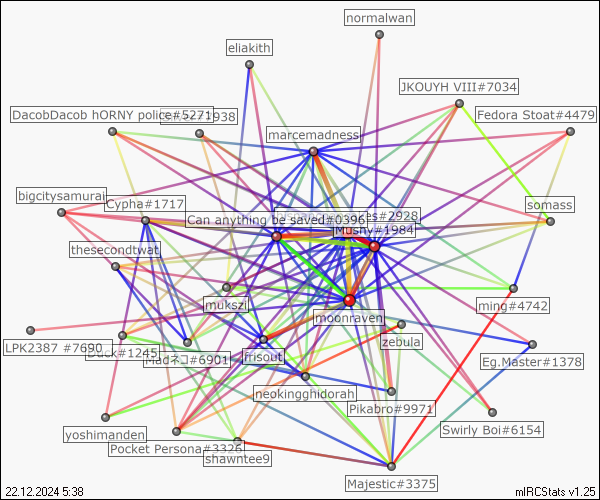 normalwan
eliakith
JKOUYH VIII#7034
DacobDacob hORNY police#5271
1938
Fedora Stoat#4479
marcemadness
bigcitysamurai
Cypha#1717
somass
Can anything be saved#0396
es#2928
Mushy#1984
thesecondtwat
mukszi
ming#4742
moonraven
zebula
LPK2387 #7690
Duck#1245
Madネコ#6901
frisout
Eg.Master#1378
neokingghidorah
Pikabro#9971
yoshimanden
Swirly Boi#6154
Pocket Persona#3326
shawntee9
Majestic#3375
22.12.2024 5:38
mIRCStats v1.25